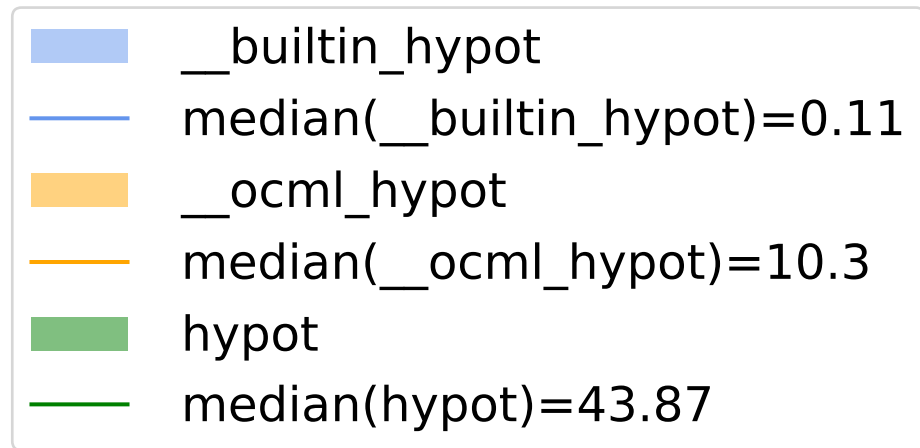 __builtin_hypot
median(__builtin_hypot)=0.11
__ocml_hypot
median(__ocml_hypot)=10.3
hypot
median(hypot)=43.87